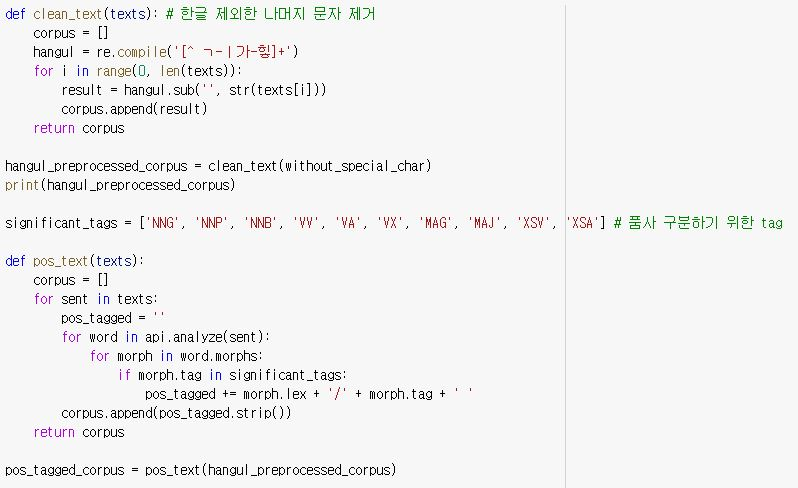 def clean_text(texts): # 한글 제외한 나머지 문자 제거
    corpus = []
    hangul = re.compile('[^ ㄱ-ㅣ가-힣]+')
    for i in range(0, len(texts)):
        result = hangul.sub('', str(texts[i]))
        corpus.append(result)
    return corpus

hangul_preprocessed_corpus = clean_text(without_special_char)
print(hangul_preprocessed_corpus)

significant_tags = ['NNG', 'NNP', 'NNB', 'VV', 'VA', 'VX', 'MAG', 'MAJ', 'XSV', 'XSA'] # 품사 구분하기 위한 tag

def pos_text(texts):
    corpus = []
    for sent in texts:
        pos_tagged = ''
        for word in api.analyze(sent):
            for morph in word.morphs:
                if morph.tag in significant_tags:
                    pos_tagged += morph.lex + '/' + morph.tag + ' '
        corpus.append(pos_tagged.strip())
    return corpus

pos_tagged_corpus = pos_text(hangul_preprocessed_corpus)